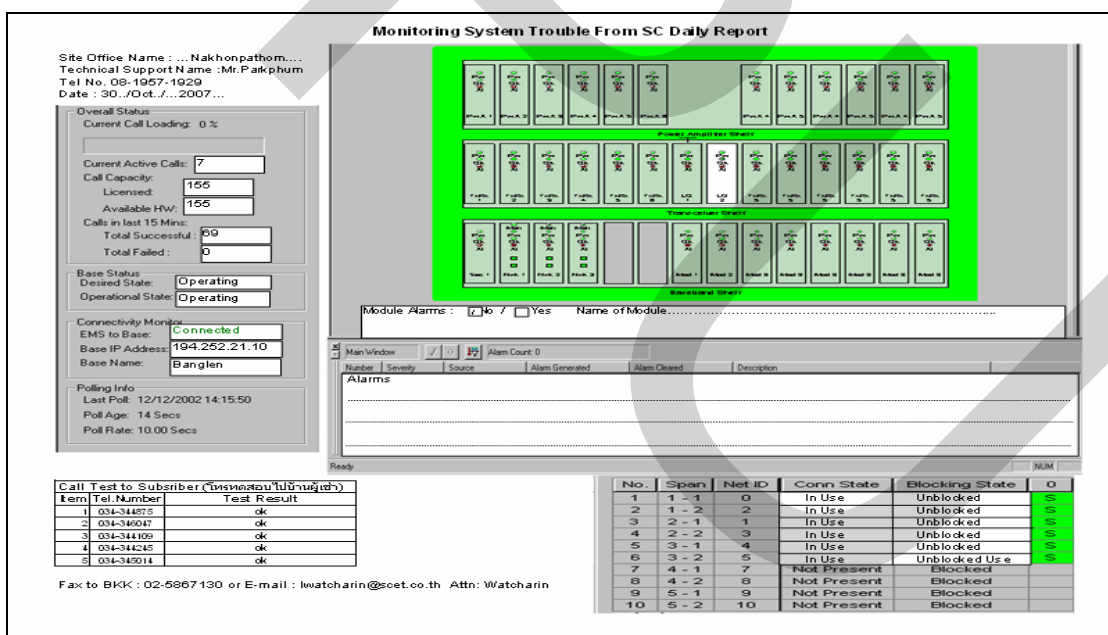 Monitoring System Trouble From SC Daily Report
Site Office Name : ...Nakhonpathom....
Technical Support Name :Mr.Parkphum
Tel No. 08-1957-1929
Date : 30../Oct../...2007...
Overall Status
Current Call Loading: 0 %
Current Active Calls: 7
Call Capacity:
Licensed: 155
Available HW: 155
Calls in last 15 Mins:
Total Successful : 69
Total Failed : 0
Base Status
Desired State: Operating
Operational State: Operating
Connectivity Monitor
EMS to Base: Connected
Base IP Address: 194.252.21.10
Base Name: Banglen
Polling Info
Last Poll: 12/12/2002 14:15:50
Poll Age: 14 Secs
Poll Rate: 10.00 Secs
Power Amplifier Shelf
Transceiver Shelf
Baseband Shelf
Module Alarms : No / Yes Name of Module
Main Window Alarm Count: 0
Number Severity Source Alarm Generated Alarm Cleared Description
Alarms
Ready NUM
Call Test to Subsriber (โทรทดสอบไปบ้านผู้เช่า)
Item Tel.Number Test Result
1 034-344875 ok
2 034-346047 ok
3 034-344109 ok
4 034-344245 ok
5 034-345014 ok
Fax to BKK : 02-5867130 or E-mail : lwatcharin@scet.co.th Attn: Watcharin
No. Span Net ID Conn State Blocking State 0
1 1 - 1 0 In Use Unblocked S
2 1 - 2 2 In Use Unblocked S
3 2 - 1 1 In Use Unblocked S
4 2 - 2 3 In Use Unblocked S
5 3 - 1 4 In Use Unblocked S
6 3 - 2 5 In Use Unblocked Use S
7 4 - 1 7 Not Present Blocked
8 4 - 2 8 Not Present Blocked
9 5 - 1 9 Not Present Blocked
10 5 - 2 10 Not Present Blocked